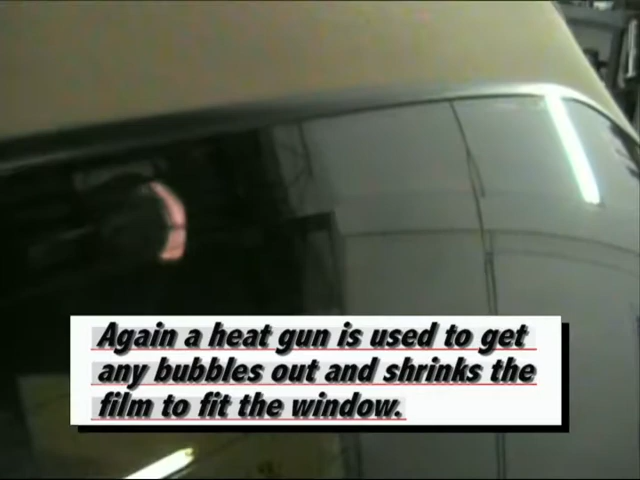 Again a heat gun is used to get
any bubbles out and shrinks the
film to fit the window.